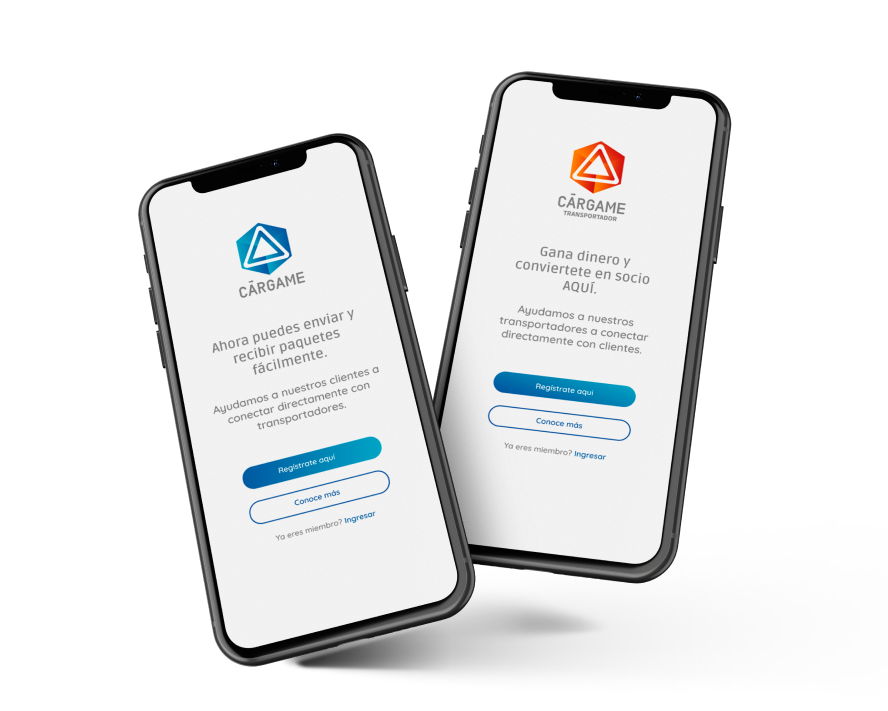 CĀRGAME
Ahora puedes enviar y
recibir paquetes
fácilmente.
Ayudamos a nuestros clientes a
conectar directamente con
transportadores.
Regístrate aquí
Conoce más
Ya eres miembro? Ingresar
CĀRGAME
TRANSPORTADOR
Gana dinero y
conviertete en socio
AQUÍ.
Ayudamos a nuestros
transportadores a conectar
directamente con clientes.
Regístrate aquí
Conoce más
Ya eres miembro? Ingresar